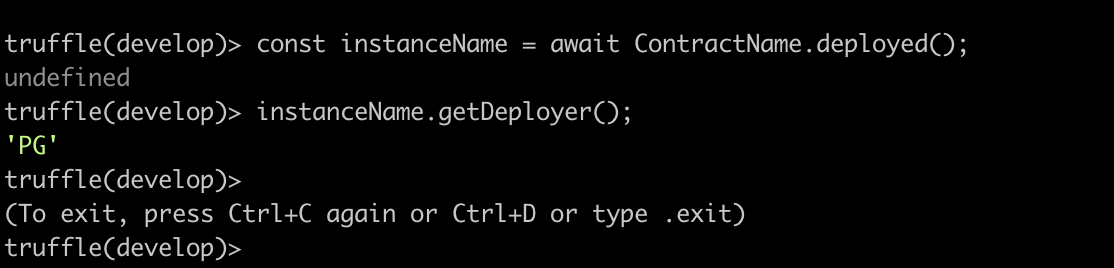 truffle(develop)> const instanceName = await ContractName.deployed();
undefined
truffle(develop)> instanceName.getDeployer();
'PG'
truffle(develop)>
(To exit, press Ctrl+C again or Ctrl+D or type .exit)
truffle(develop)>